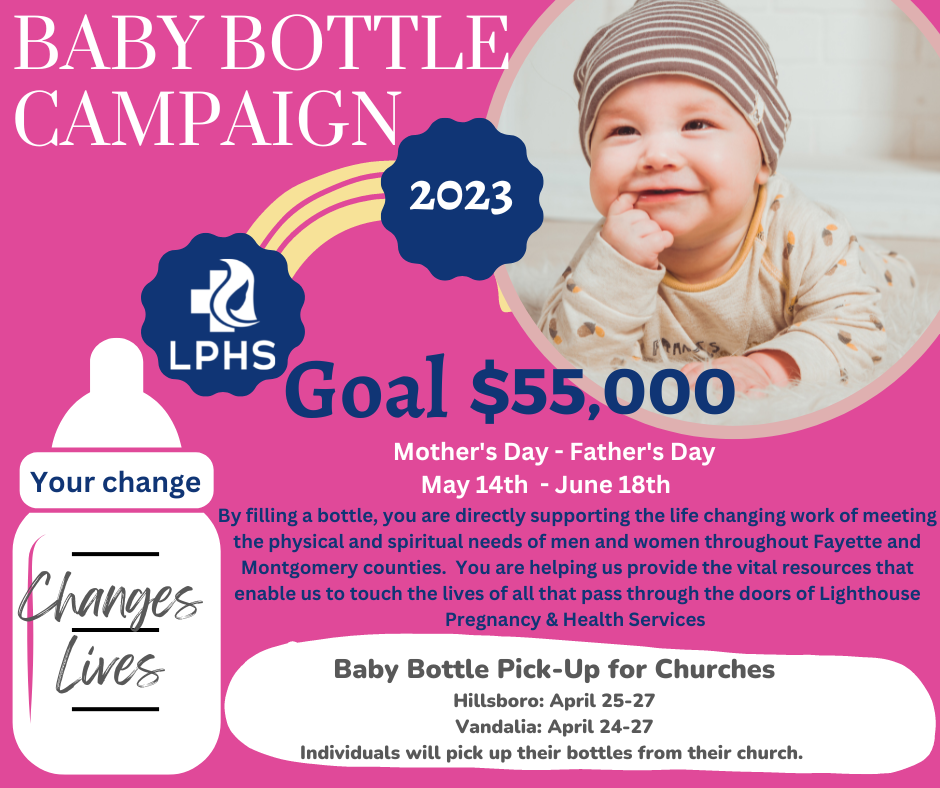 BABY BOTTLE
CAMPAIGN
2023
LPHS
Goal $55,000
Mother's Day - Father's Day
May 14th - June 18th
Your change
Changes
Lives
By filling a bottle, you are directly supporting the life changing work of meeting
the physical and spiritual needs of men and women throughout Fayette and
Montgomery counties. You are helping us provide the vital resources that
enable us to touch the lives of all that pass through the doors of Lighthouse
Pregnancy & Health Services
Baby Bottle Pick-Up for Churches
Hillsboro: April 25-27
Vandalia: April 24-27
Individuals will pick up their bottles from their church.